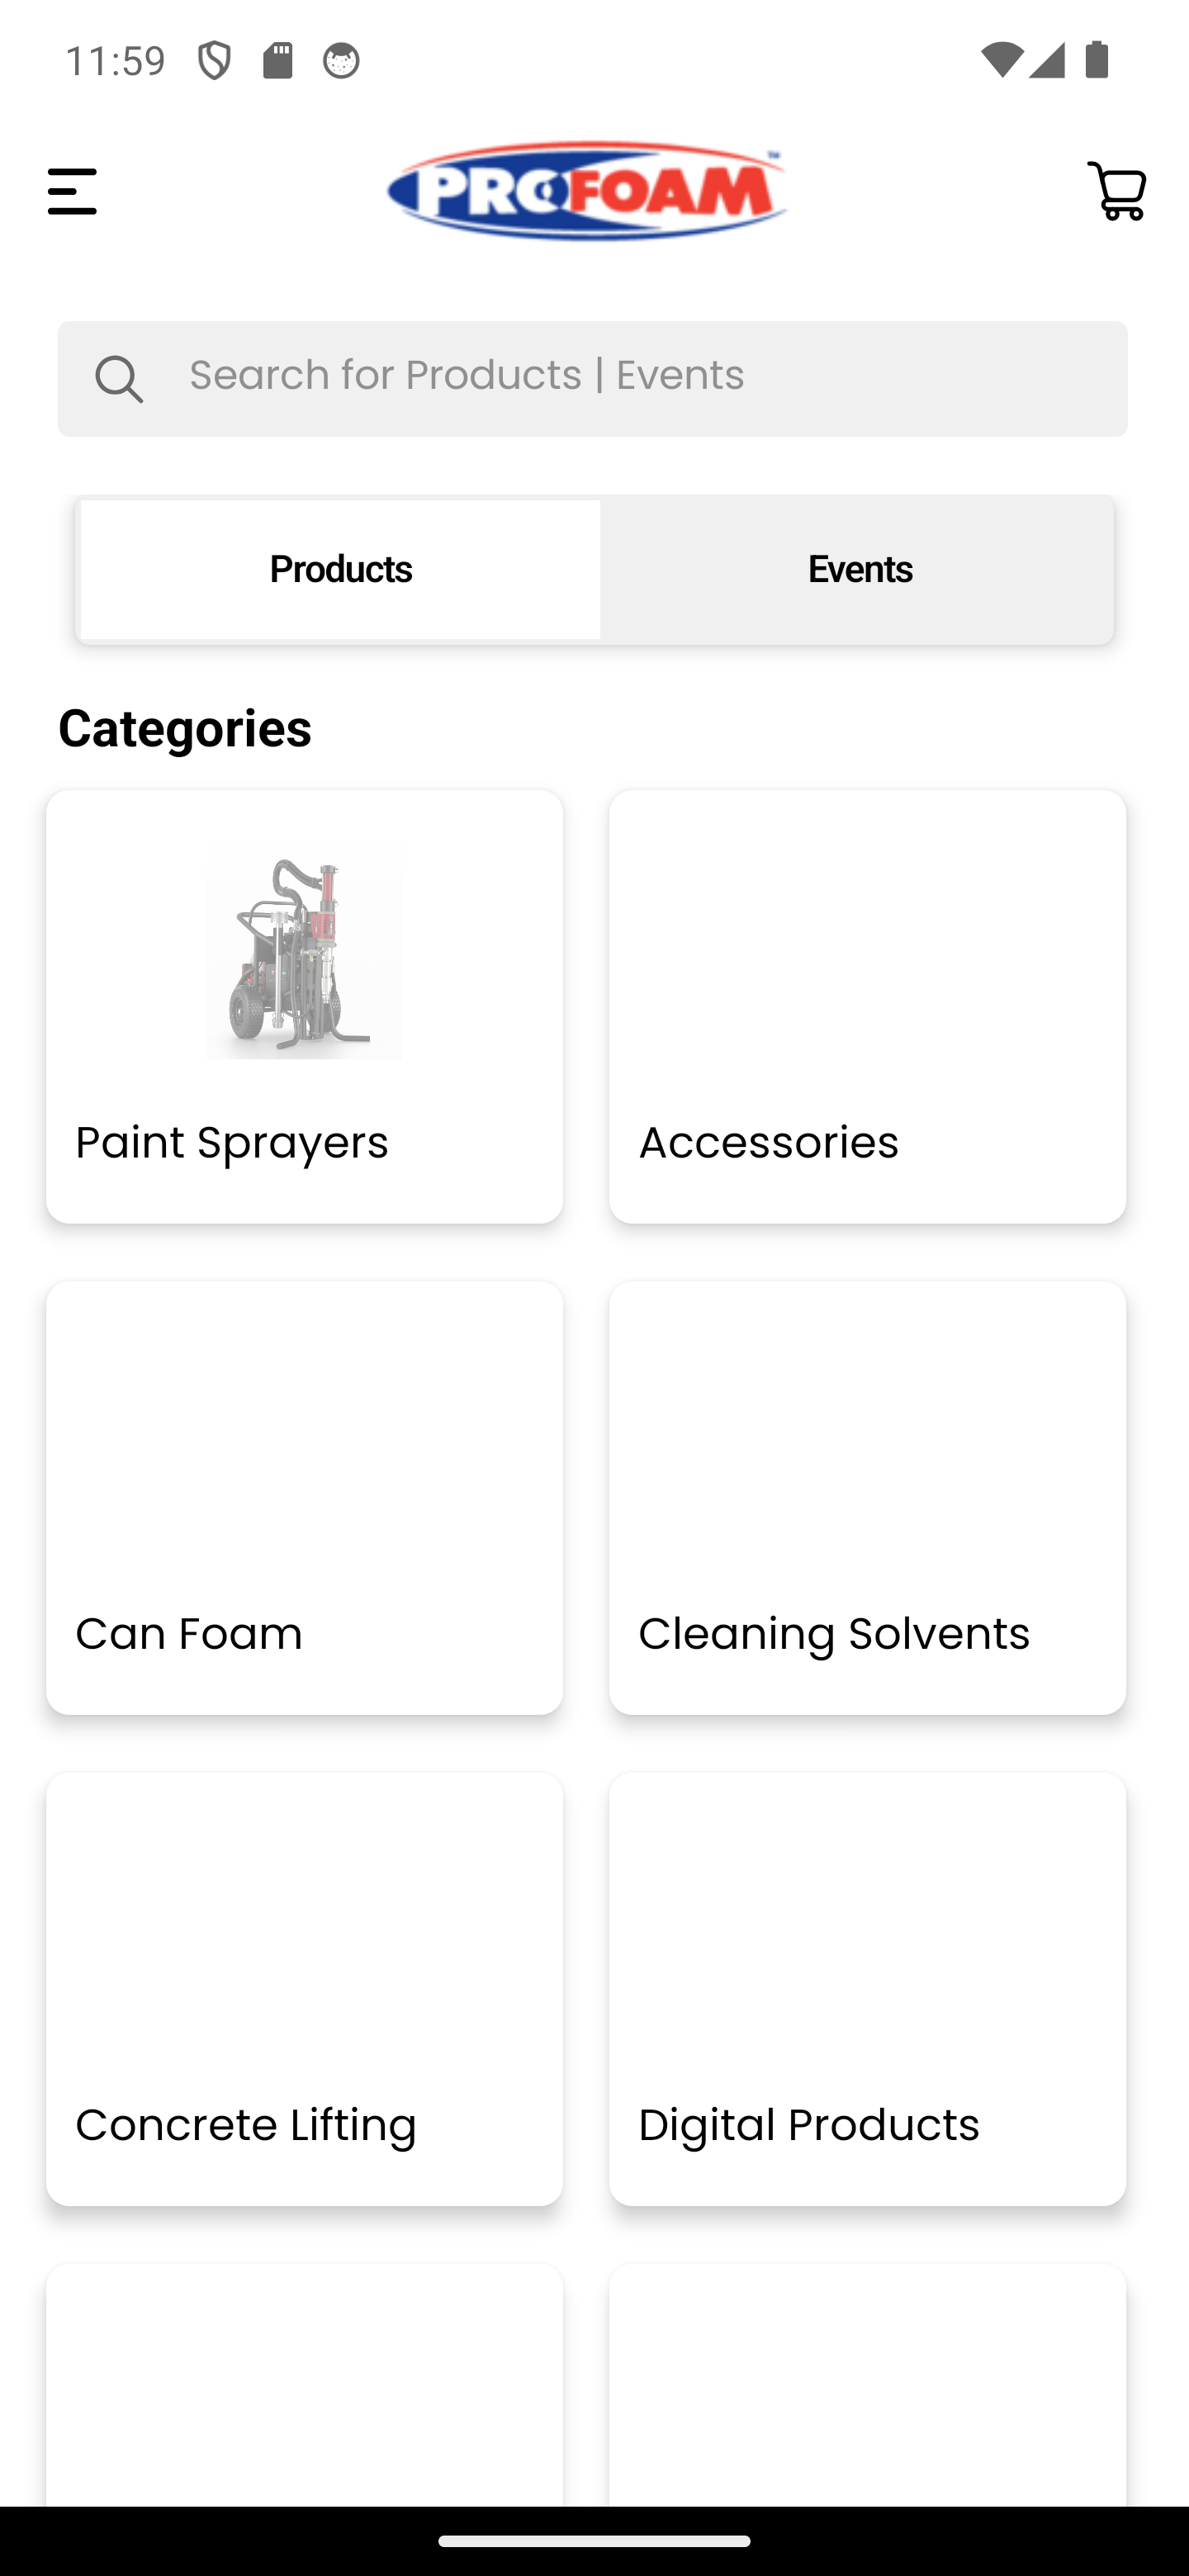 11:59
PROFOAM™
Search for Products | Events
Products
Events
Categories
Paint Sprayers
Accessories
Can Foam
Cleaning Solvents
Concrete Lifting
Digital Products